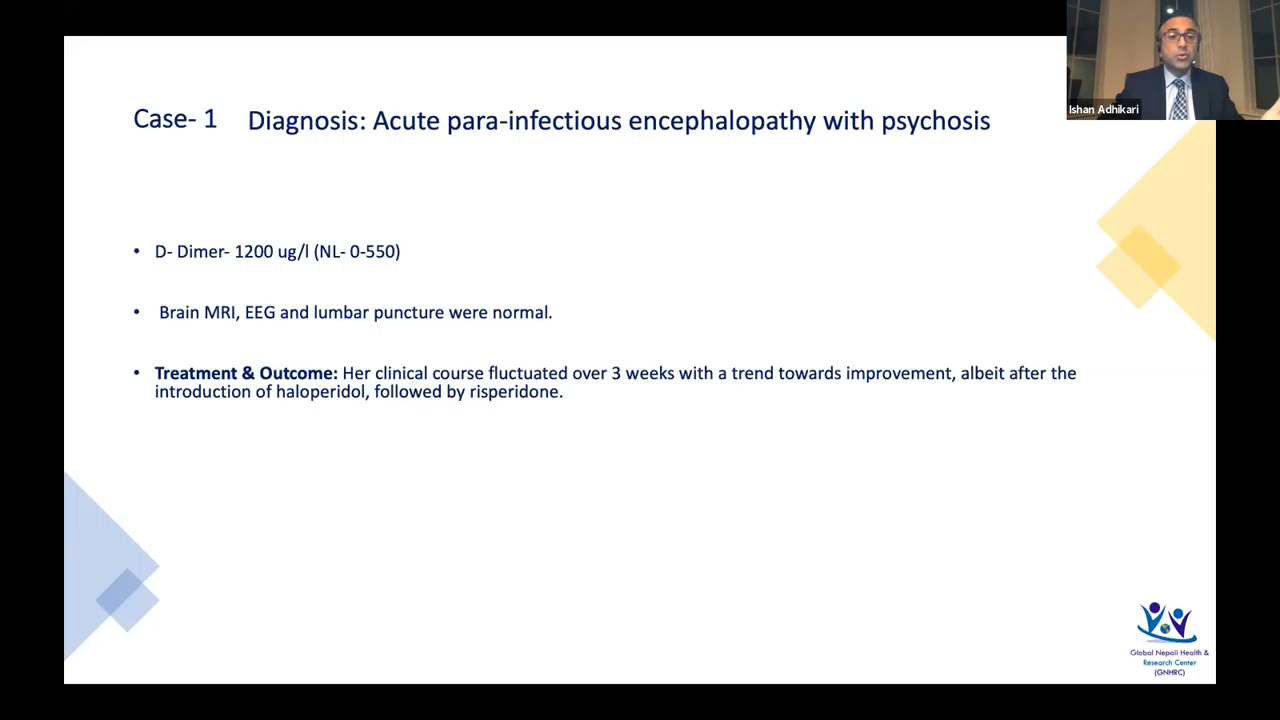 Ishan Adhikari
Case- 1 Diagnosis: Acute para-infectious encephalopathy with psychosis
• D- Dimer- 1200 ug/l (NL- 0-550)
• Brain MRI, EEG and lumbar puncture were normal.
• Treatment & Outcome: Her clinical course fluctuated over 3 weeks with a trend towards improvement, albeit after the
introduction of haloperidol, followed by risperidone.
Global Nepali Health &
Research Center
(GNHRC)